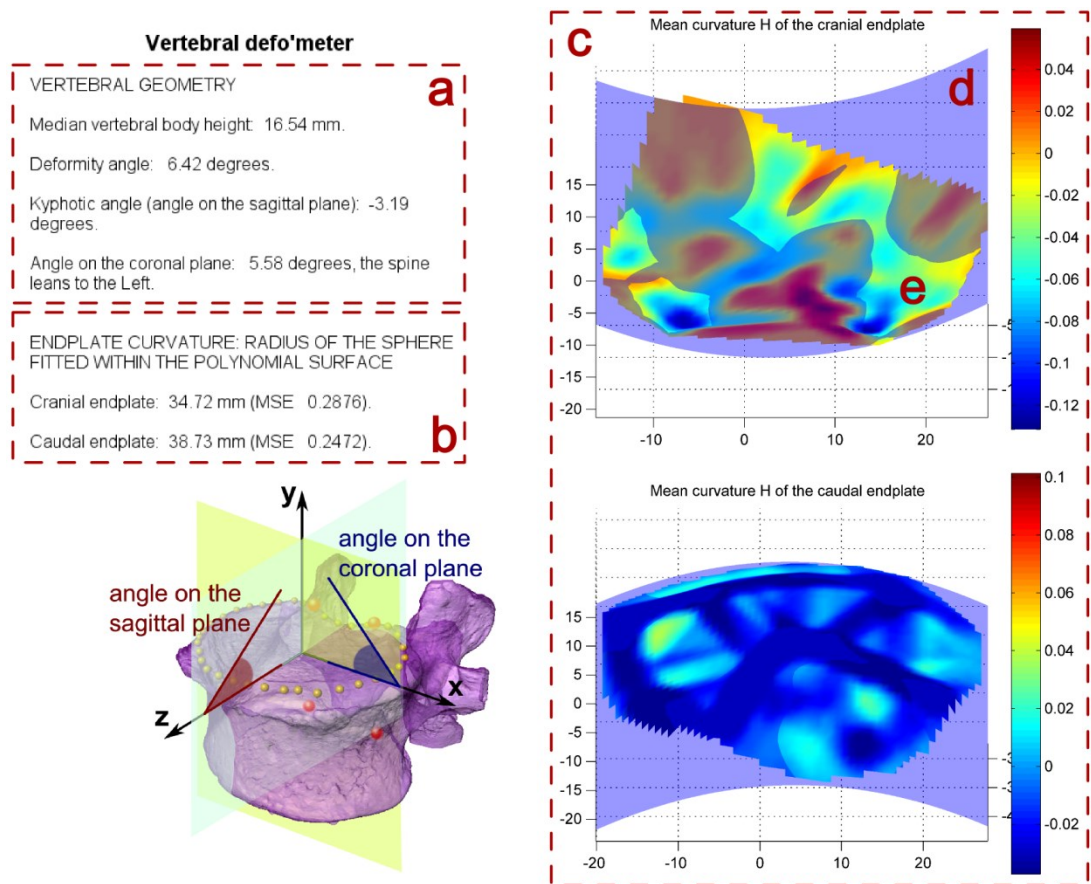 Vertebral defo'meter
a
VERTEBRAL GEOMETRY
Median vertebral body height: 16.54 mm.
Deformity angle: 6.42 degrees.
Kyphotic angle (angle on the sagittal plane): -3.19
degrees.
Angle on the coronal plane: 5.58 degrees, the spine
leans to the Left.
ENDPLATE CURVATURE: RADIUS OF THE SPHERE
FITTED WITHIN THE POLYNOMIAL SURFACE
Cranial endplate: 34.72 mm (MSE 0.2876).
Caudal endplate: 38.73 mm (MSE 0.2472).
b
y
angle on the
coronal plane
angle on the
sagittal plane
x
z
c
Mean curvature H of the cranial endplate
d
e
15
10
5
0
-5
-10
-15
-21
-10
0
10
20
0.04
0.02
0
-0.02
-0.04
-0.06
-0.08
-0.1
-0.12
Mean curvature H of the caudal endplate
15
10
5
0
-5
-10
-15
-20
-20
-10
0
10
20
0.1
0.08
0.06
0.04
0.02
0
-0.02